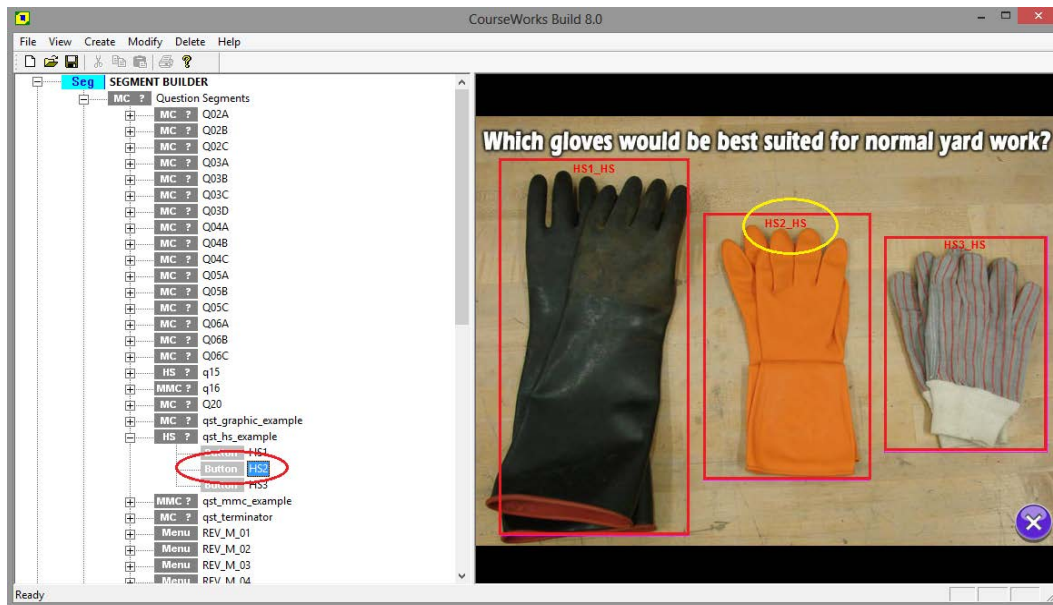 CourseWorks Build 8.0
File View Create Modify Delete Help
Seg SEGMENT BUILDER
MC ? Question Segments
MC ? Q02A
MC ? Q02B
MC ? Q02C
MC ? Q03A
MC ? Q03B
MC ? Q03C
MC ? Q03D
MC ? Q04A
MC ? Q04B
MC ? Q04C
MC ? Q05A
MC ? Q05B
MC ? Q05C
MC ? Q06A
MC ? Q06B
MC ? Q06C
HS ? q15
MMC ? q16
MC ? Q20
MC ? qst_graphic_example
HS ? qst_hs_example
Button HS1
Button HS2
Button HS3
MMC ? qst_mmc_example
MC ? qst_terminator
Menu REV_M_01
Menu REV_M_02
Menu REV_M_03
Menu REV_M_04
Which gloves would be best suited for normal yard work?
HS1_HS
HS2_HS
HS3_HS
Ready